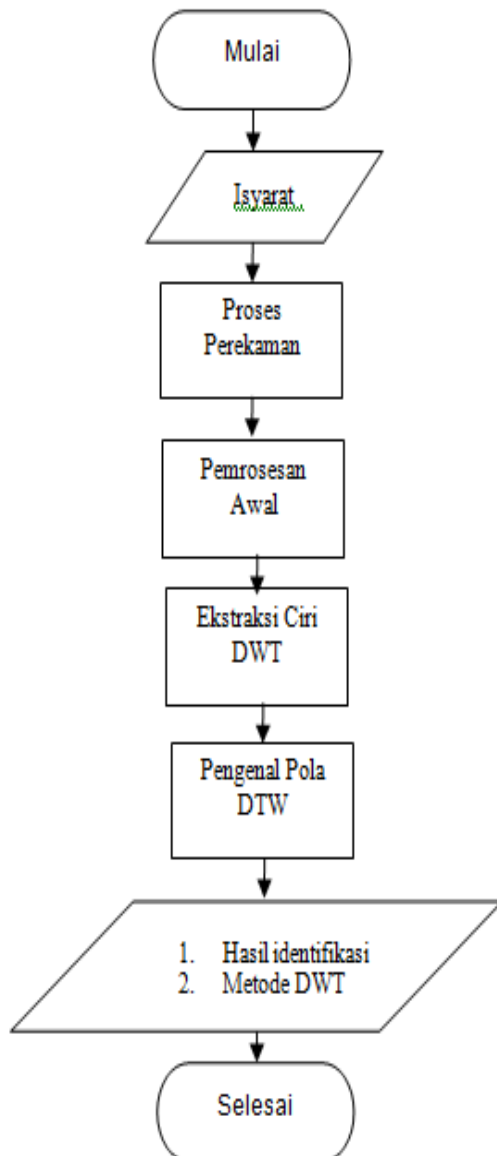 Mulai
Isyarat
Proses
Perekaman
Pemrosesan
Awal
Ekstraksi Ciri
DWT
Pengenal Pola
DTW
1. Hasil identifikasi
2. Metode DWT
Selesai